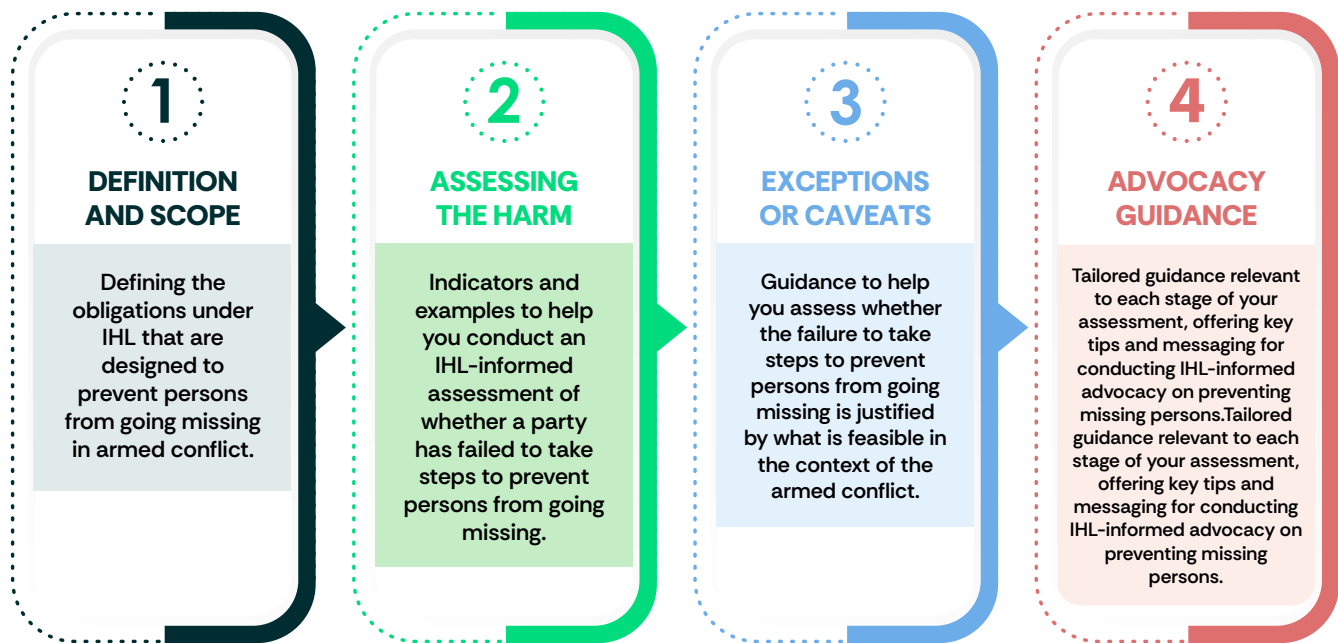 1
DEFINITION
AND SCOPE
Defining the
obligations under
IHL that are
designed to
prevent persons
from going missing
in armed conflict.
2
ASSESSING
THE HARM
Indicators and
examples to help
you conduct an
IHL-informed
assessment of
whether a party
has failed to take
steps to prevent
persons from going
missing.
3
EXCEPTIONS
OR CAVEATS
Guidance to help
you assess whether
the failure to take
steps to prevent
persons from going
missing is justified
by what is feasible in
the context of the
armed conflict.
4
ADVOCACY
GUIDANCE
Tailored guidance relevant
to each stage of your
assessment, offering key
tips and messaging for
conducting IHL-informed
advocacy on preventing
missing persons.Tailored
guidance relevant to each
stage of your assessment,
offering key tips and
messaging for conducting
IHL-informed advocacy on
preventing missing
persons.